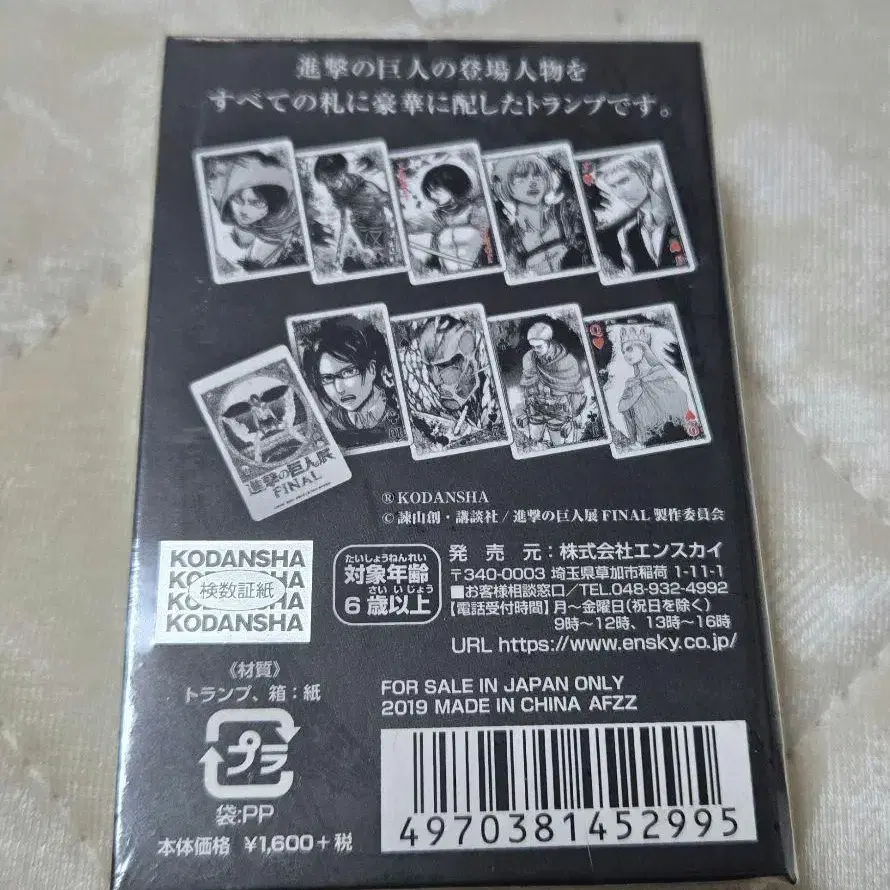 進撃の巨人の登場人物を
すべての札に豪華に配したトランプです。
Q
進撃の巨人展
FINAL
® KODANSHA
© 諫山創・講談社 / 進撃の巨人展 FINAL 製作委員会
KODANSHA
KODANSHA
検数証紙
KODANSHA
KODANSHA
たいしょうねんれい
対象年齢
さい いじょう
6 歳以上
発 売 元：株式会社エンスカイ
〒340-0003 埼玉県草加市稲荷 1-11-1
■お客様相談窓口/TEL.048-932-4992
【電話受付時間】月〜金曜日(祝日を除く)
9時〜12時、13時〜16時
URL https://www.ensky.co.jp/
《材質》
トランプ、箱：紙
プラ
袋:PP
本体価格 ¥1,600+税
FOR SALE IN JAPAN ONLY
2019 MADE IN CHINA AFZZ
4970381452995